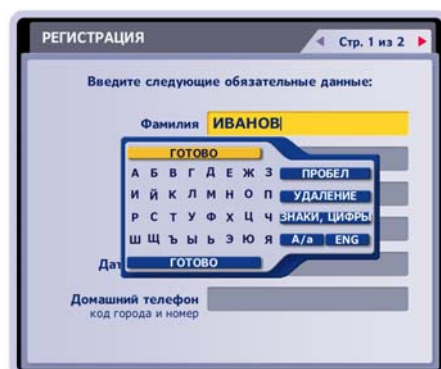 РЕГИСТРАЦИЯ
Стр. 1 из 2
Введите следующие обязательные данные:
Фамилия ИВАНОВ
ГОТОВО
А Б В Г Д Е Ж З ПРОБЕЛ
И Й К Л М Н О П УДАЛЕНИЕ
Р С Т У Ф Х Ц Ч ЗНАКИ, ЦИФРЫ
Ш Щ Ъ Ы Ь Э Ю Я А/а ENG
Дат
ГОТОВО
Домашний телефон
код города и номер